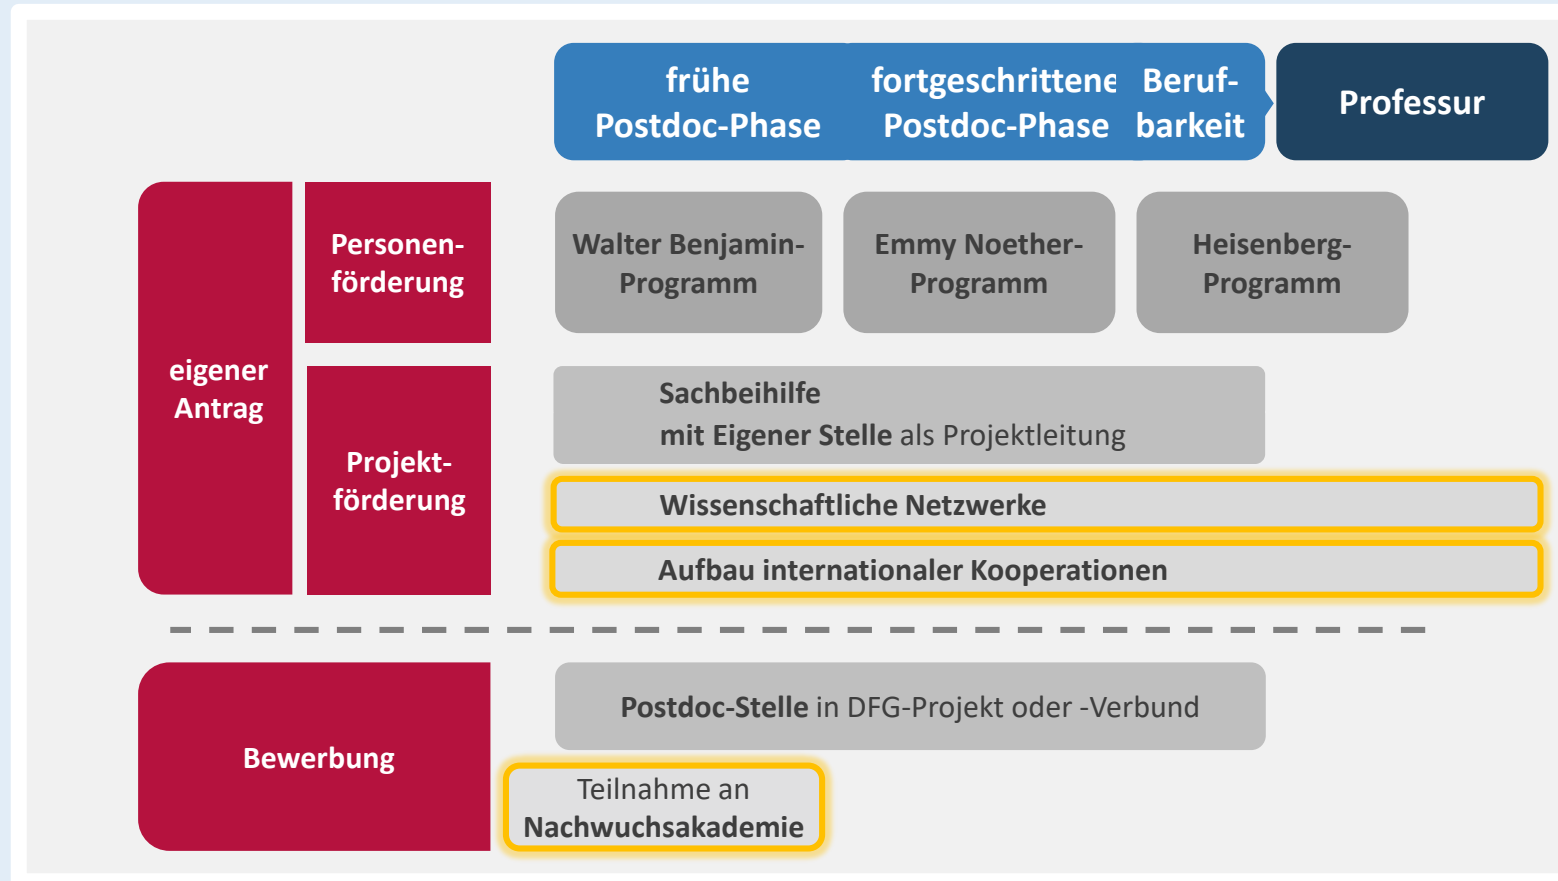 frühe
Postdoc-Phase
fortgeschrittene
Postdoc-Phase
Beruf-
barkeit
Professur
eigener
Antrag
Personen-
förderung
Walter Benjamin-
Programm
Emmy Noether-
Programm
Heisenberg-
Programm
Projekt-
förderung
Sachbeihilfe
mit Eigener Stelle als Projektleitung
Wissenschaftliche Netzwerke
Aufbau internationaler Kooperationen
Bewerbung
Postdoc-Stelle in DFG-Projekt oder -Verbund
Teilnahme an
Nachwuchsakademie